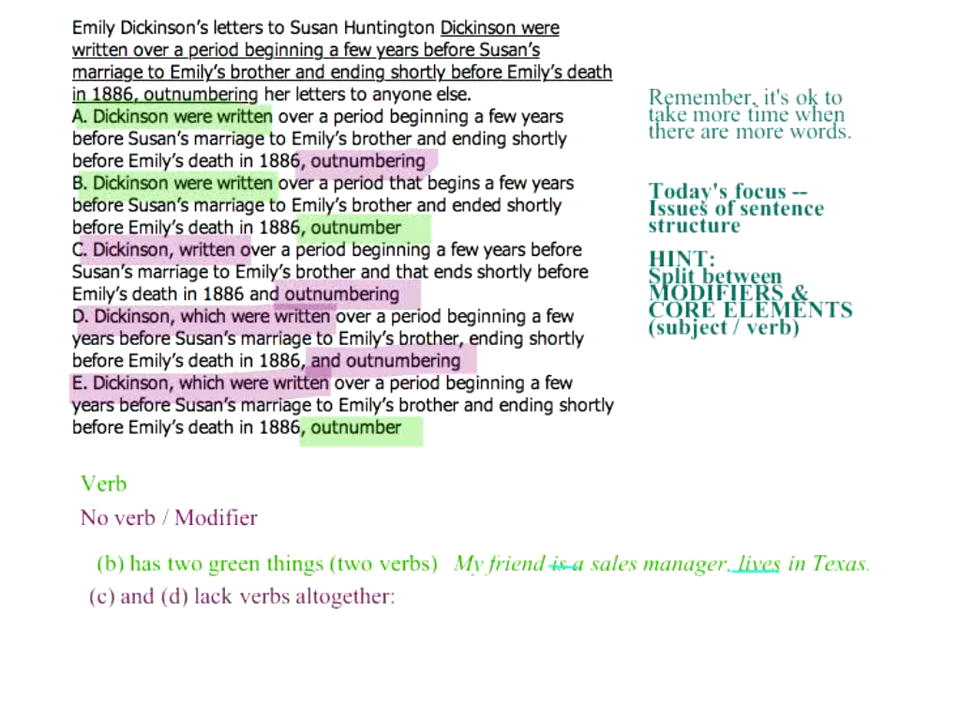 Emily Dickinson's letters to Susan Huntington Dickinson were
written over a period beginning a few years before Susan's
marriage to Emily's brother and ending shortly before Emily's death
in 1886, outnumbering her letters to anyone else.
A. Dickinson were written over a period beginning a few years
before Susan's marriage to Emily's brother and ending shortly
before Emily's death in 1886, outnumbering
B. Dickinson were written over a period that begins a few years
before Susan's marriage to Emily's brother and ended shortly
before Emily's death in 1886, outnumber
C. Dickinson, written over a period beginning a few years before
Susan's marriage to Emily's brother and that ends shortly before
Emily's death in 1886 and outnumbering
D. Dickinson, which were written over a period beginning a few
years before Susan's marriage to Emily's brother, ending shortly
before Emily's death in 1886, and outnumbering
E. Dickinson, which were written over a period beginning a few
years before Susan's marriage to Emily's brother and ending shortly
before Emily's death in 1886, outnumber
Remember, it's ok to
take more time when
there are more words.
Today's focus --
Issues of sentence
structure
HINT:
Split between
MODIFIERS &
CORE ELEMENTS
(subject / verb)
Verb
No verb / Modifier
(b) has two green things (two verbs) My friend is a sales manager, lives in Texas.
(c) and (d) lack verbs altogether: